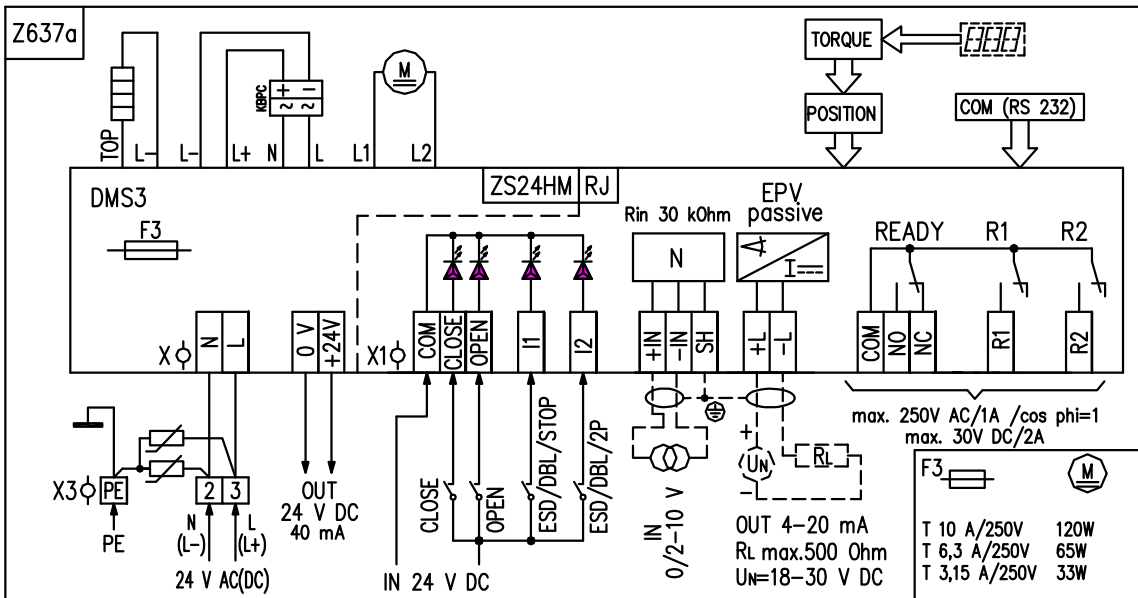 Z637a
TORQUE
POSITION
COM (RS 232)
KBPC
+ −
~ ~
M
TOP L− L− L+ N L L1 L2
DMS3
ZS24HM RJ
F3
Rin 30 kOhm
N
EPV
passive
I
READY R1 R2
X
N
L
0 V
+24V
X1
COM
CLOSE
OPEN
I1
I2
+IN
−IN
SH
+L
−L
COM
NO
NC
R1
R2
max. 250V AC/1A /cos phi=1
max. 30V DC/2A
X3
PE
2 3
PE
N
(L−)
L
(L+)
24 V AC(DC)
OUT
24 V DC
40 mA
CLOSE
OPEN
ESD/DBL/STOP
ESD/DBL/2P
IN 24 V DC
IN
0/2−10 V
+
UN
−
RL
OUT 4−20 mA
RL max.500 Ohm
UN=18−30 V DC
F3
M
T 10 A/250V 120W
T 6,3 A/250V 65W
T 3,15 A/250V 33W